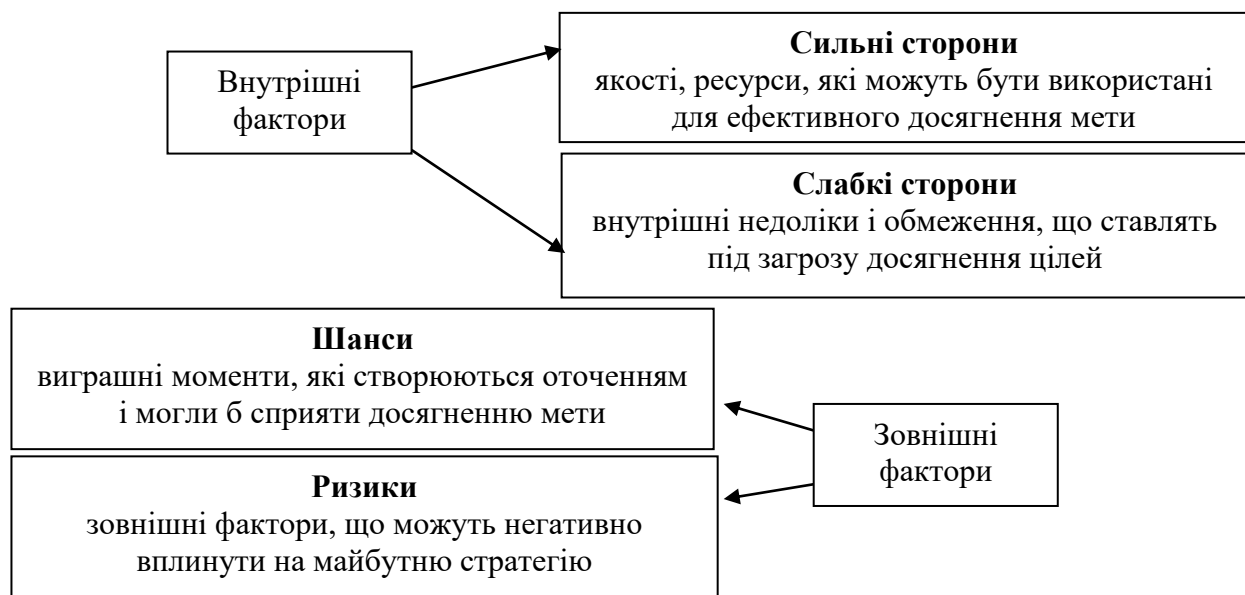 Внутрішні
фактори
Сильні сторони
якості, ресурси, які можуть бути використані
для ефективного досягнення мети
Слабкі сторони
внутрішні недоліки і обмеження, що ставлять
під загрозу досягнення цілей
Шанси
виграшні моменти, які створюються оточенням
і могли б сприяти досягненню мети
Зовнішні
фактори
Ризики
зовнішні фактори, що можуть негативно
вплинути на майбутню стратегію